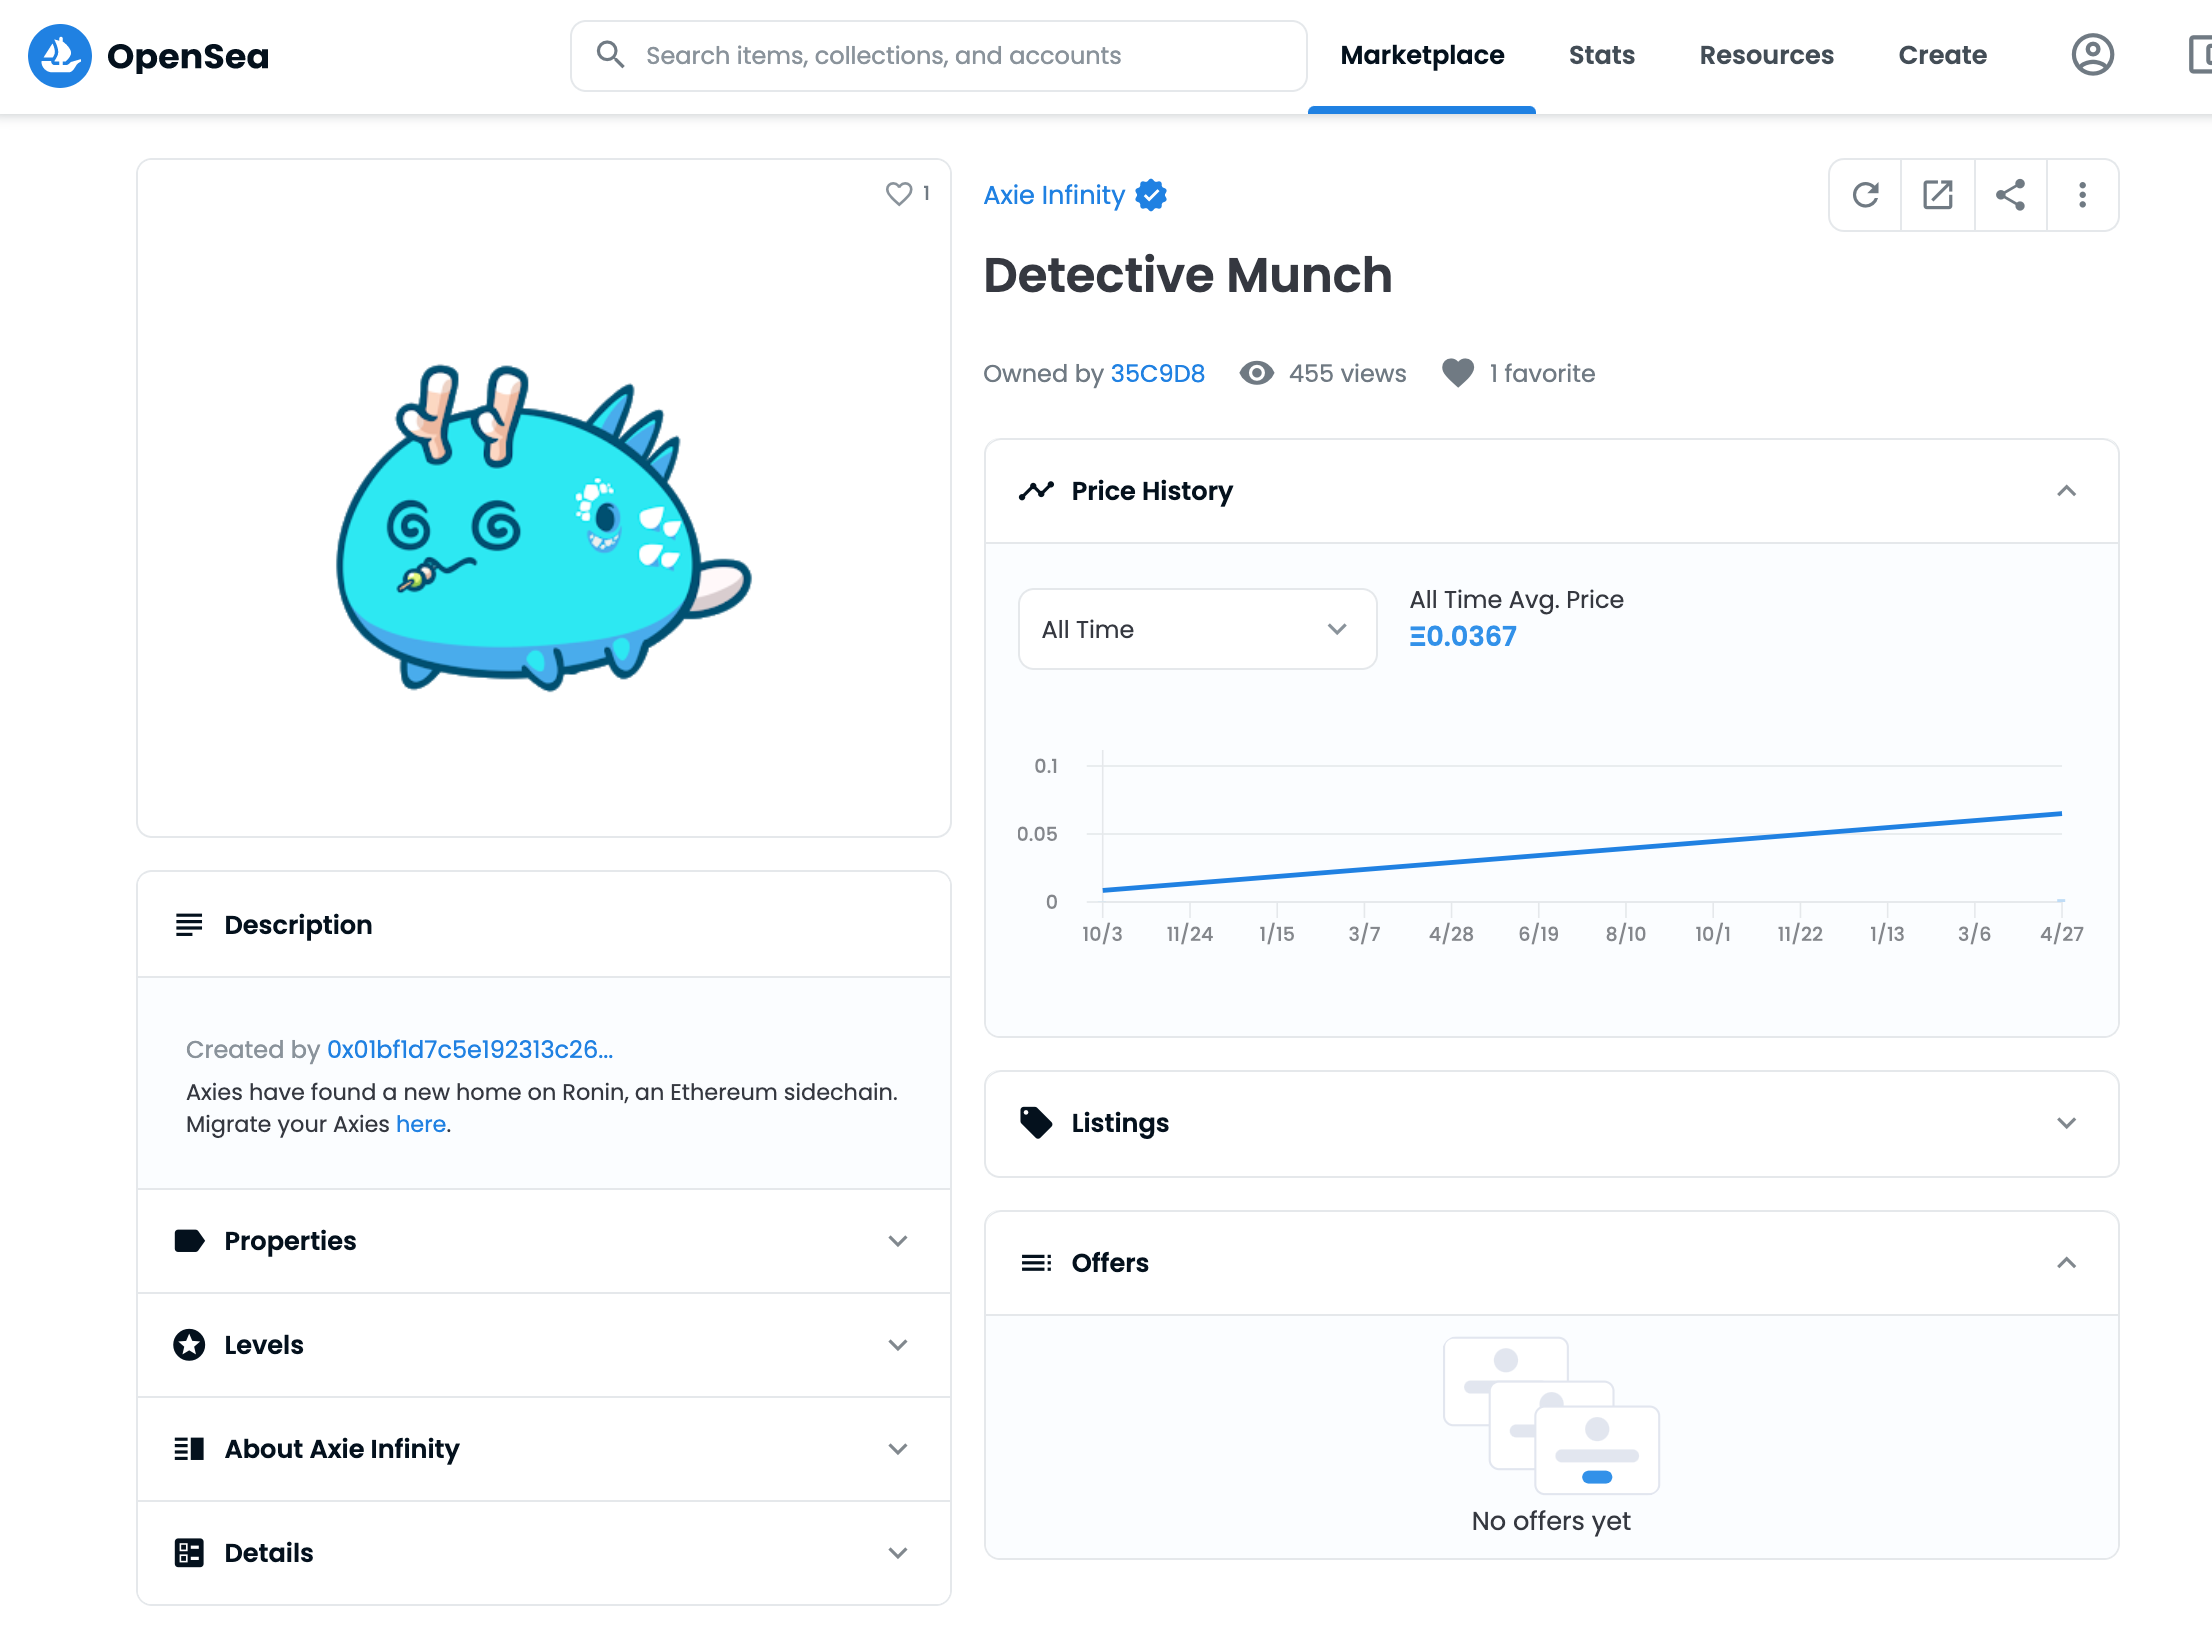 OpenSea
Search items, collections, and accounts
Marketplace
Stats
Resources
Create
1
Axie Infinity
Detective Munch
Owned by 35C9D8
455 views
1 favorite
Price History
All Time
All Time Avg. Price
Ξ0.0367
0.1
0.05
0
10/3
11/24
1/15
3/7
4/28
6/19
8/10
10/1
11/22
1/13
3/6
4/27
Description
Created by 0x01bf1d7c5e192313c26...
Axies have found a new home on Ronin, an Ethereum sidechain.
Migrate your Axies here.
Properties
Levels
About Axie Infinity
Details
Listings
Offers
No offers yet